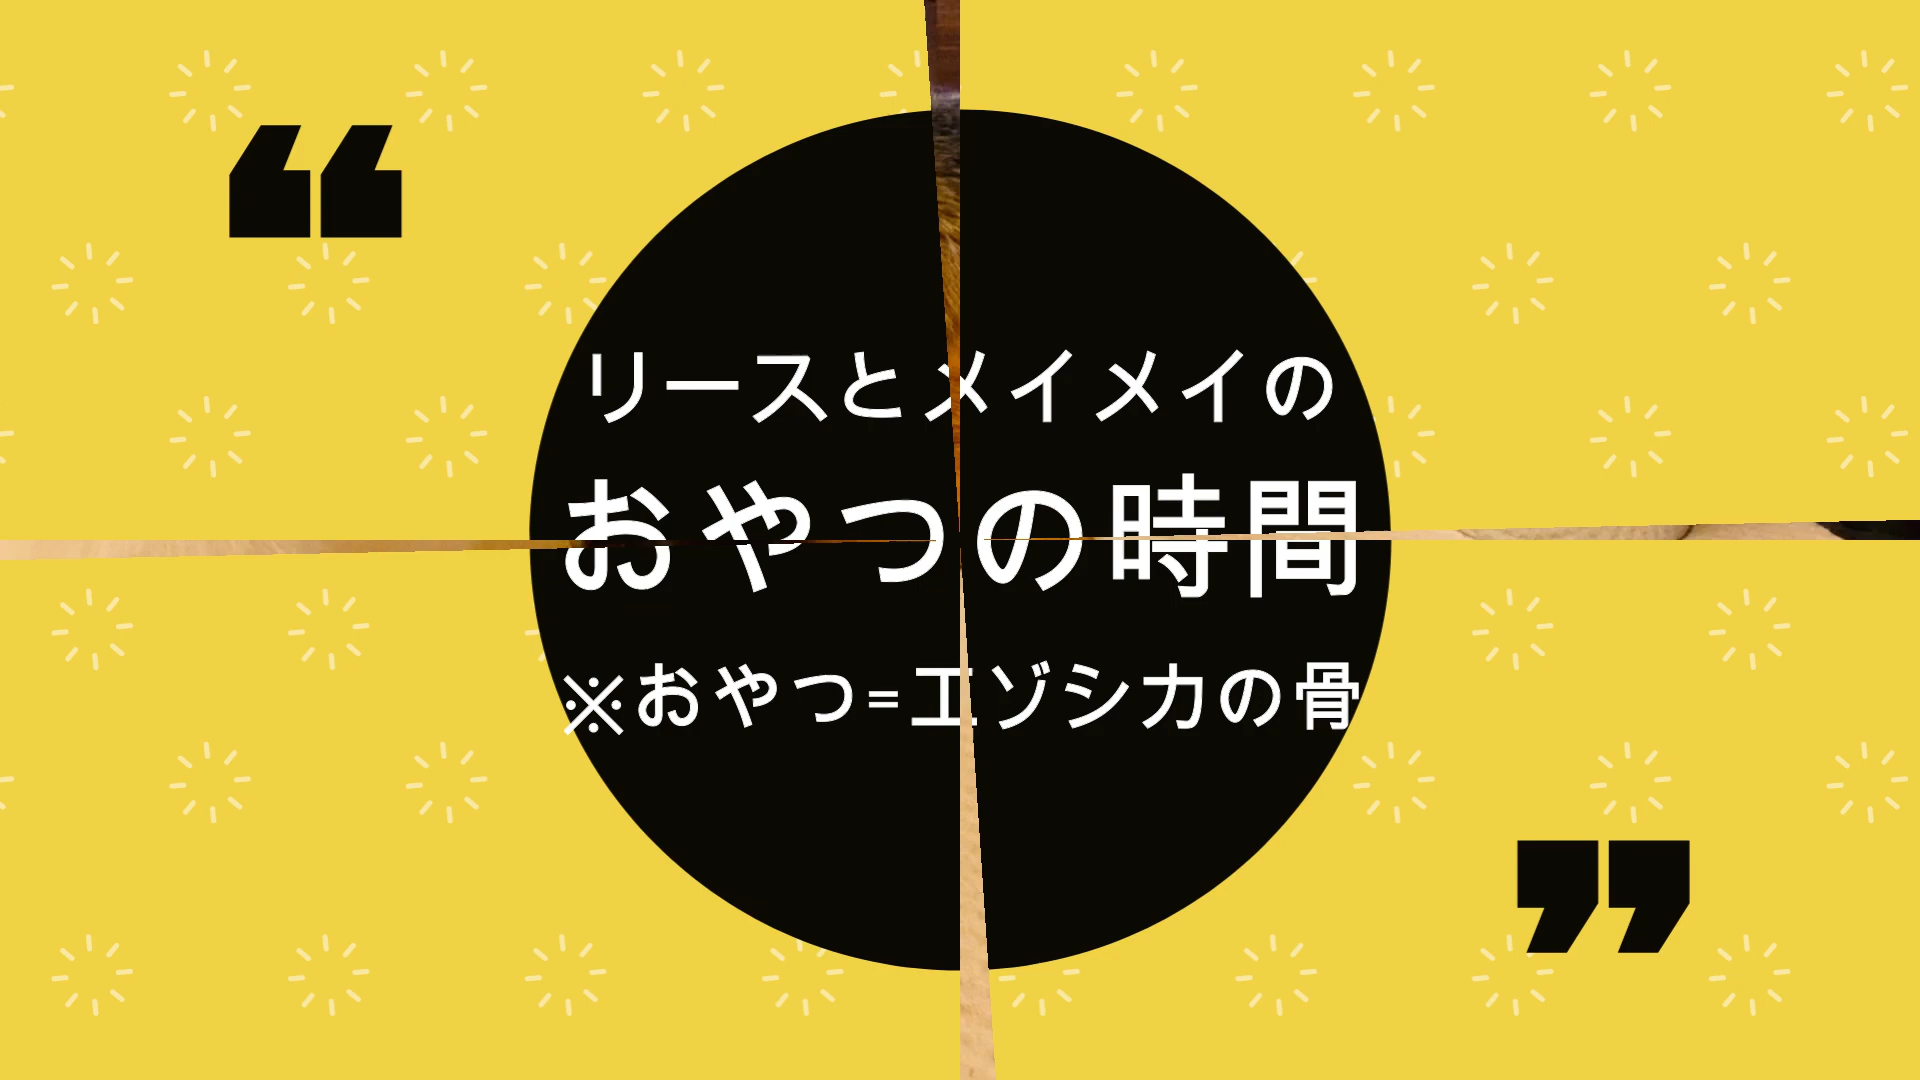 “
リースとメイメイの
おやつの時間
※おやつ=エゾシカの骨
”